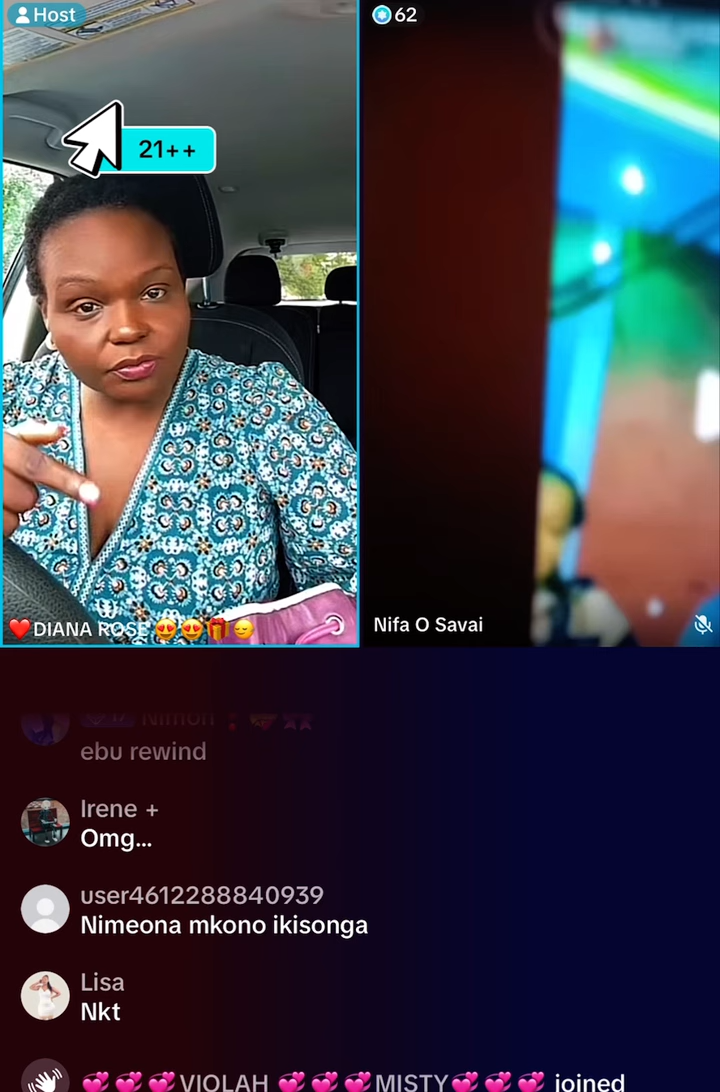 Host
62
21++
❤️DIANA ROSE 😍😍🎁😔
Nifa O Savai
Nimoh
ebu rewind
Irene +
Omg...
user4612288840939
Nimeona mkono ikisonga
Lisa
Nkt
💞💞💞VIOLAH 💞💞💞MISTY💞💞💞 joined